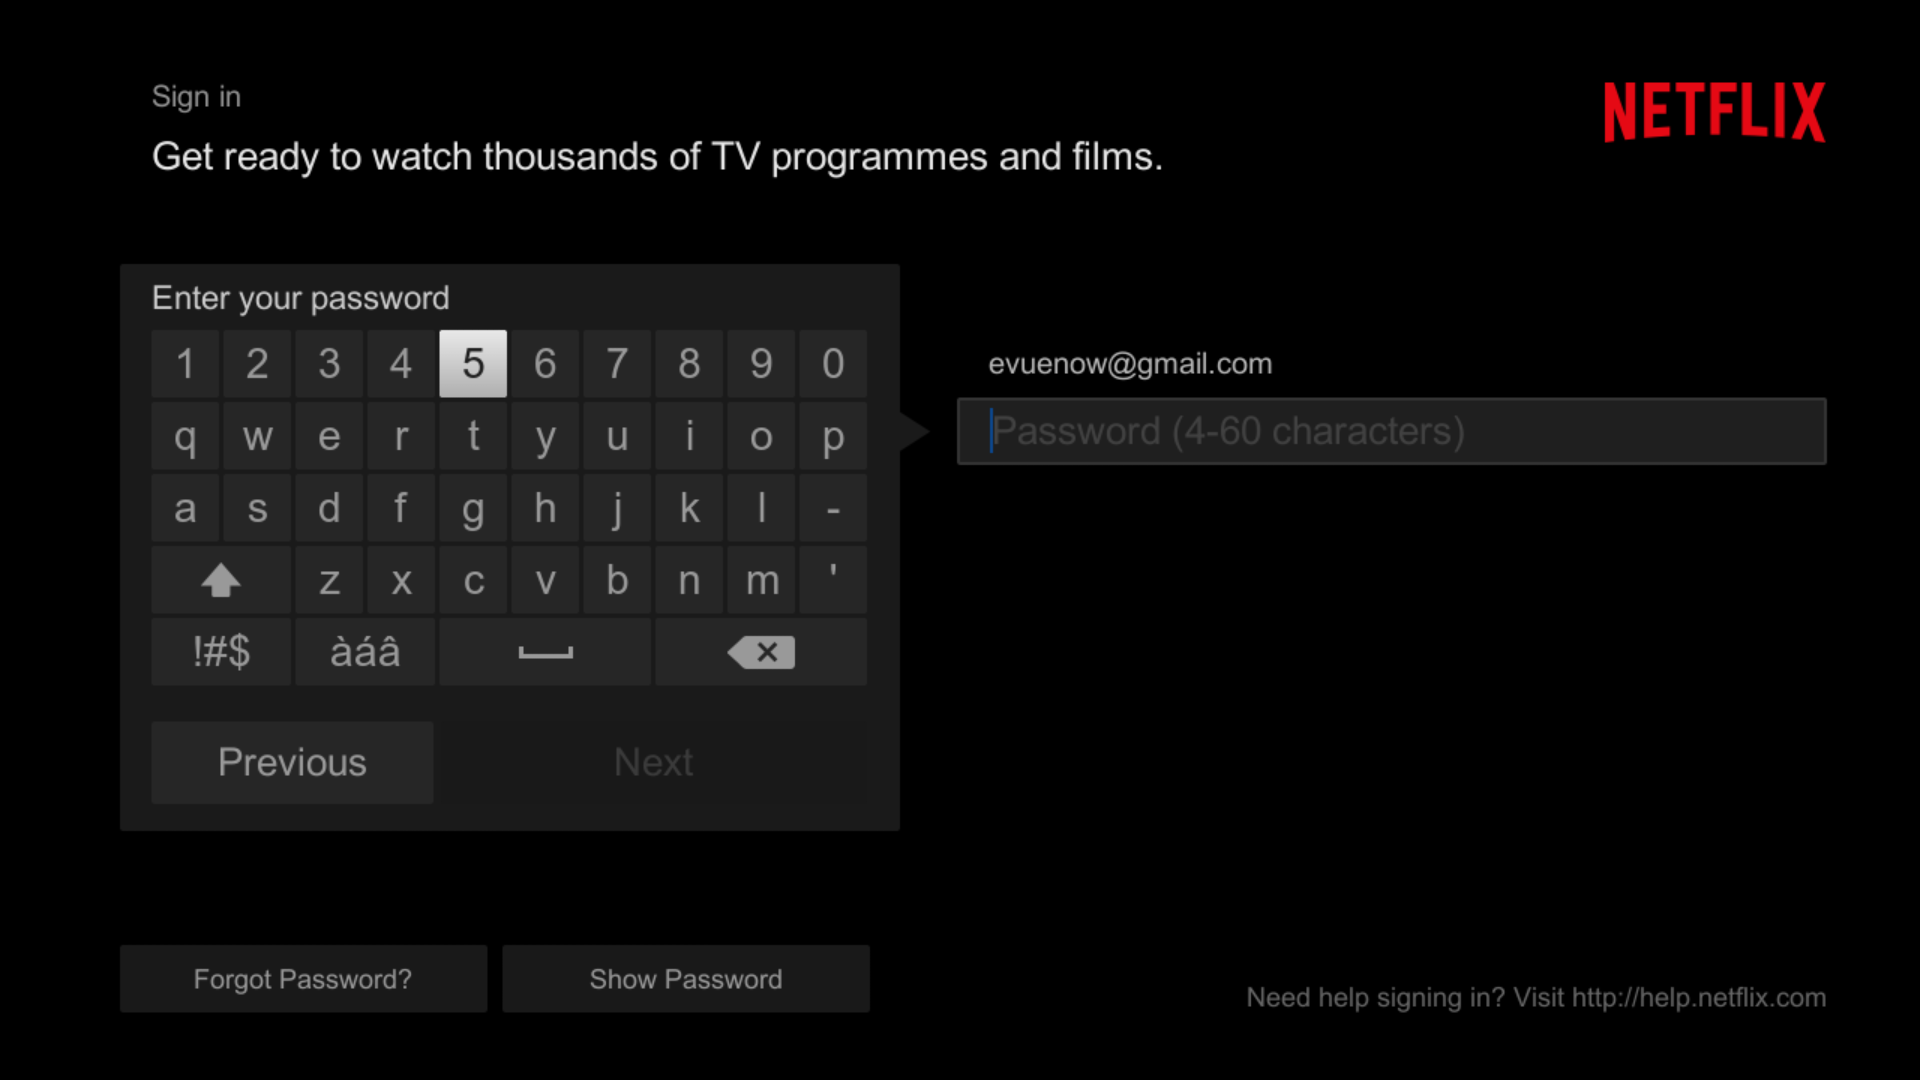 Sign in
NETFLIX
Get ready to watch thousands of TV programmes and films.
Enter your password
1 2 3 4 5 6 7 8 9 0
q w e r t y u i o p
a s d f g h j k l -
z x c v b n m '
!#$ àáâ
Previous Next
evuenow@gmail.com
Password (4-60 characters)
Forgot Password? Show Password
Need help signing in? Visit http://help.netflix.com